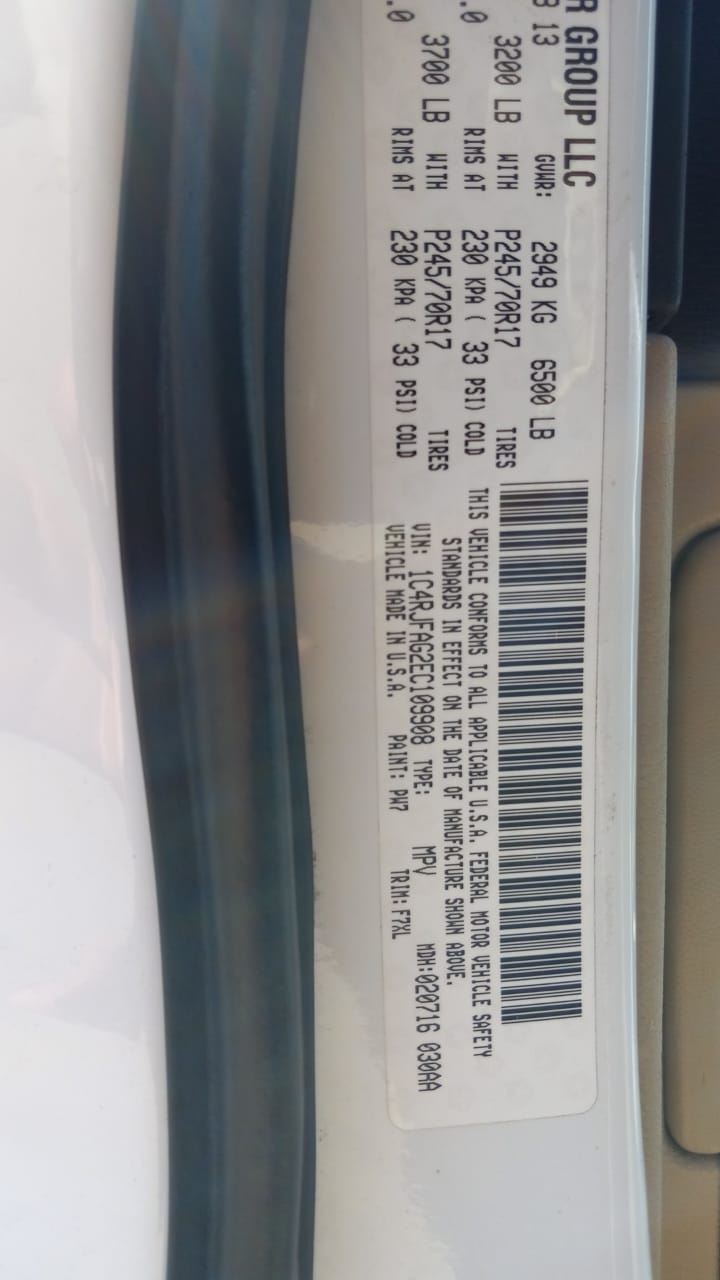 R GROUP LLC
3 13 GVWR: 2949 KG 6500 LB
3200 LB WITH P245/70R17 TIRES
.0 RIMS AT 230 KPA ( 33 PSI) COLD
3700 LB WITH P245/70R17 TIRES
.0 RIMS AT 230 KPA ( 33 PSI) COLD
THIS VEHICLE CONFORMS TO ALL APPLICABLE U.S.A. FEDERAL MOTOR VEHICLE SAFETY
STANDARDS IN EFFECT ON THE DATE OF MANUFACTURE SHOWN ABOVE.
VIN: 1C4RJFAG2EC109908 TYPE: MPV MDH:020716 030AA
VEHICLE MADE IN U.S.A. PAINT: PW7 TRIM: F7XL